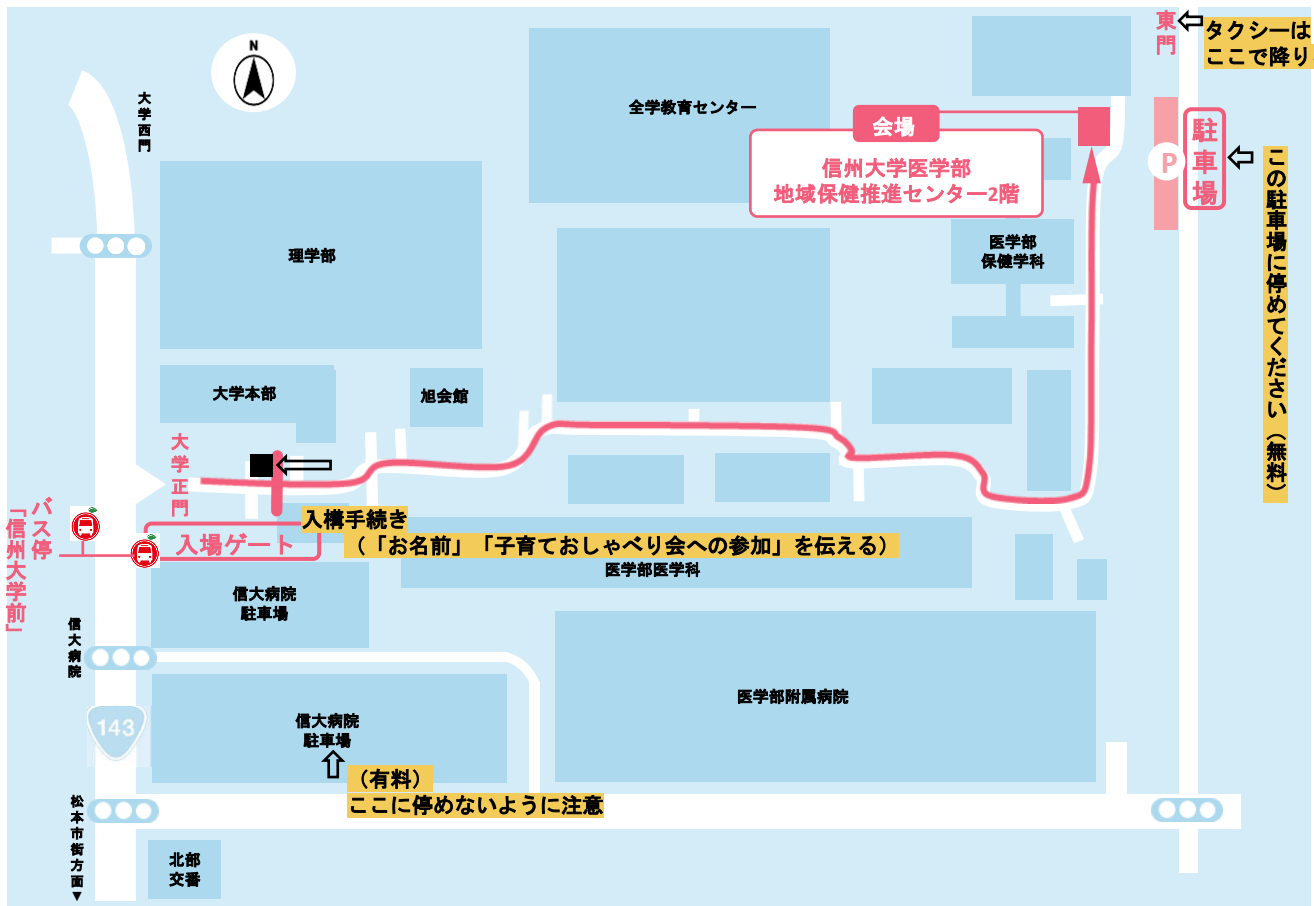 N
東門
タクシーは
ここで降り
大学西門
全学教育センター
会場
信州大学医学部
地域保健推進センター2階
P
駐車場
この駐車場に停めてください（無料）
理学部
医学部
保健学科
大学本部
旭会館
大学正門
バス停
「信州大学前」
入場ゲート
入構手続き
（「お名前」「子育ておしゃべり会への参加」を伝える）
医学部医学科
信大病院
駐車場
信大病院
143
信大病院
駐車場
医学部附属病院
（有料）
ここに停めないように注意
松本市街方面▼
北部
交番